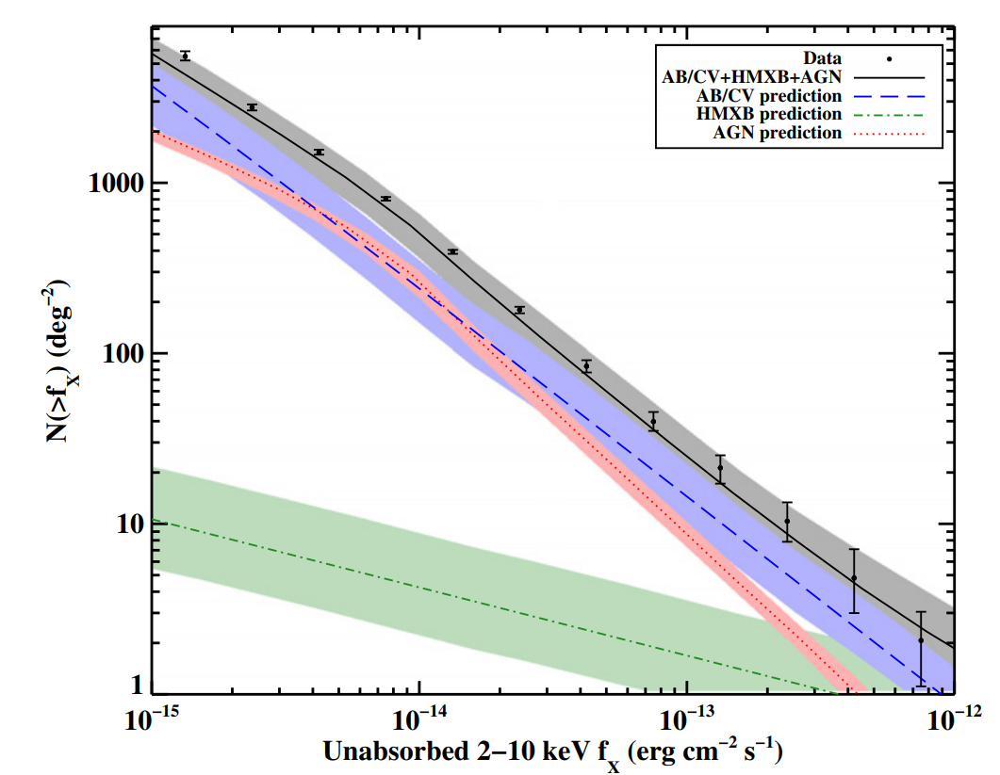 Data
AB/CV+HMXB+AGN
AB/CV prediction
HMXB prediction
AGN prediction
1000
100
10
1
N(>f_X) (deg⁻²)
10⁻¹⁵ 10⁻¹⁴ 10⁻¹³ 10⁻¹²
Unabsorbed 2−10 keV f_X (erg cm⁻² s⁻¹)